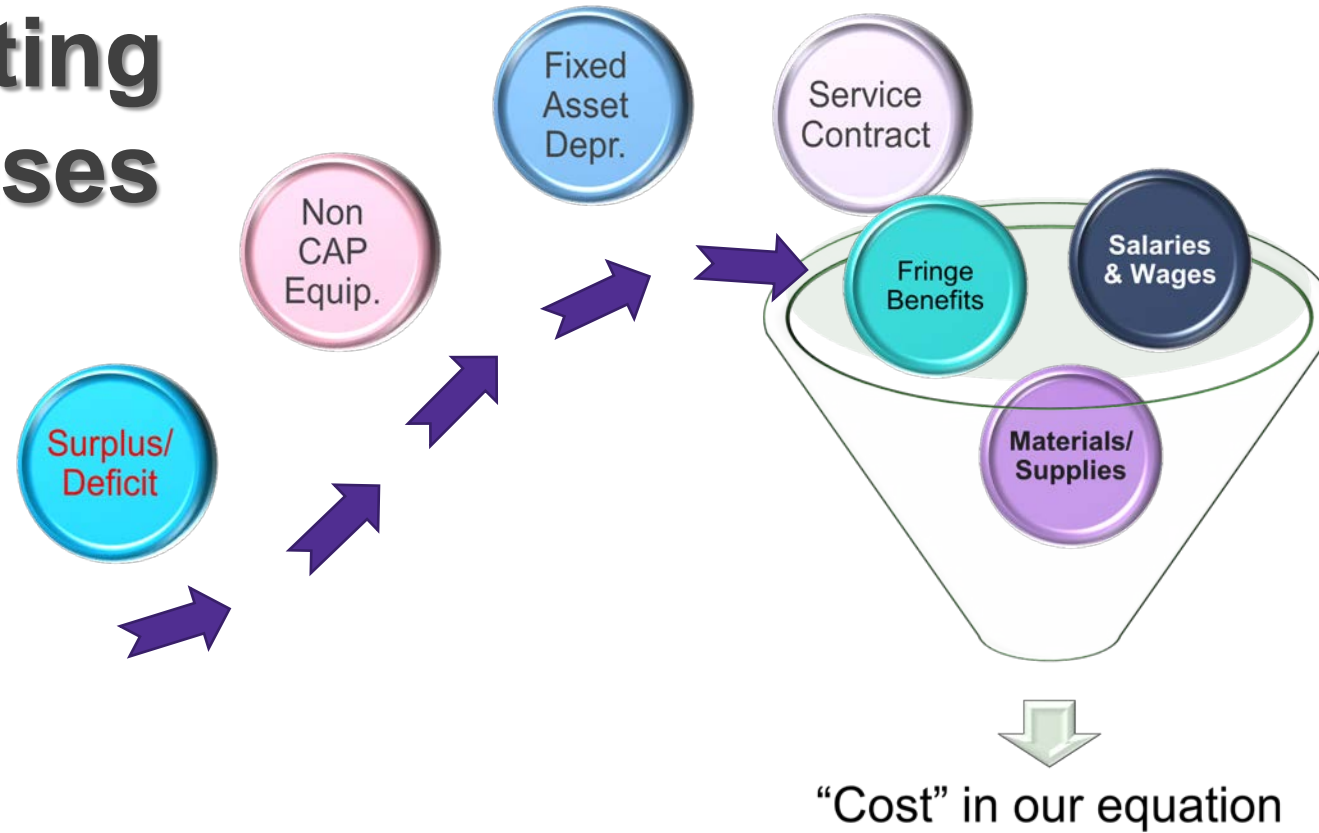 ting
ses
Fixed
Asset
Depr.
Service
Contract
Non
CAP
Equip.
Salaries
& Wages
Fringe
Benefits
Surplus/
Deficit
Materials/
Supplies
“Cost” in our equation